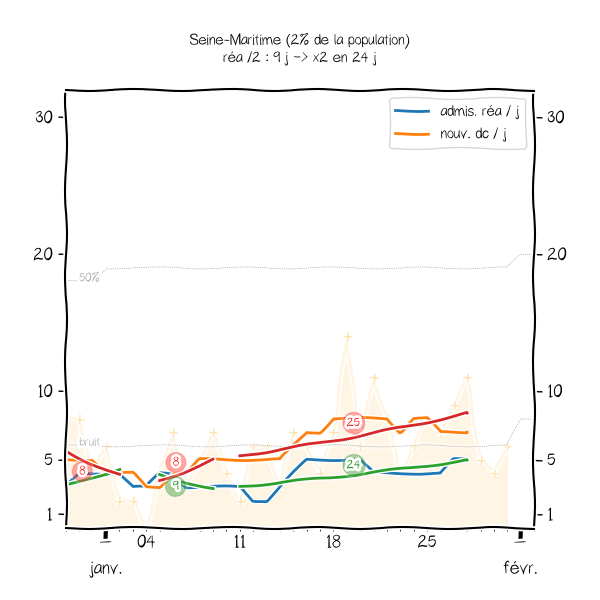 Seine-Maritime (2% de la population)
réa /2 : 9 j -> x2 en 24 j
admis. réa / j
nouv. dc / j
30 30
20 20
50%
10 10
25
bruit
5 8 8 24 5
9
1 1
1 04 11 18 25 1
janv. févr.